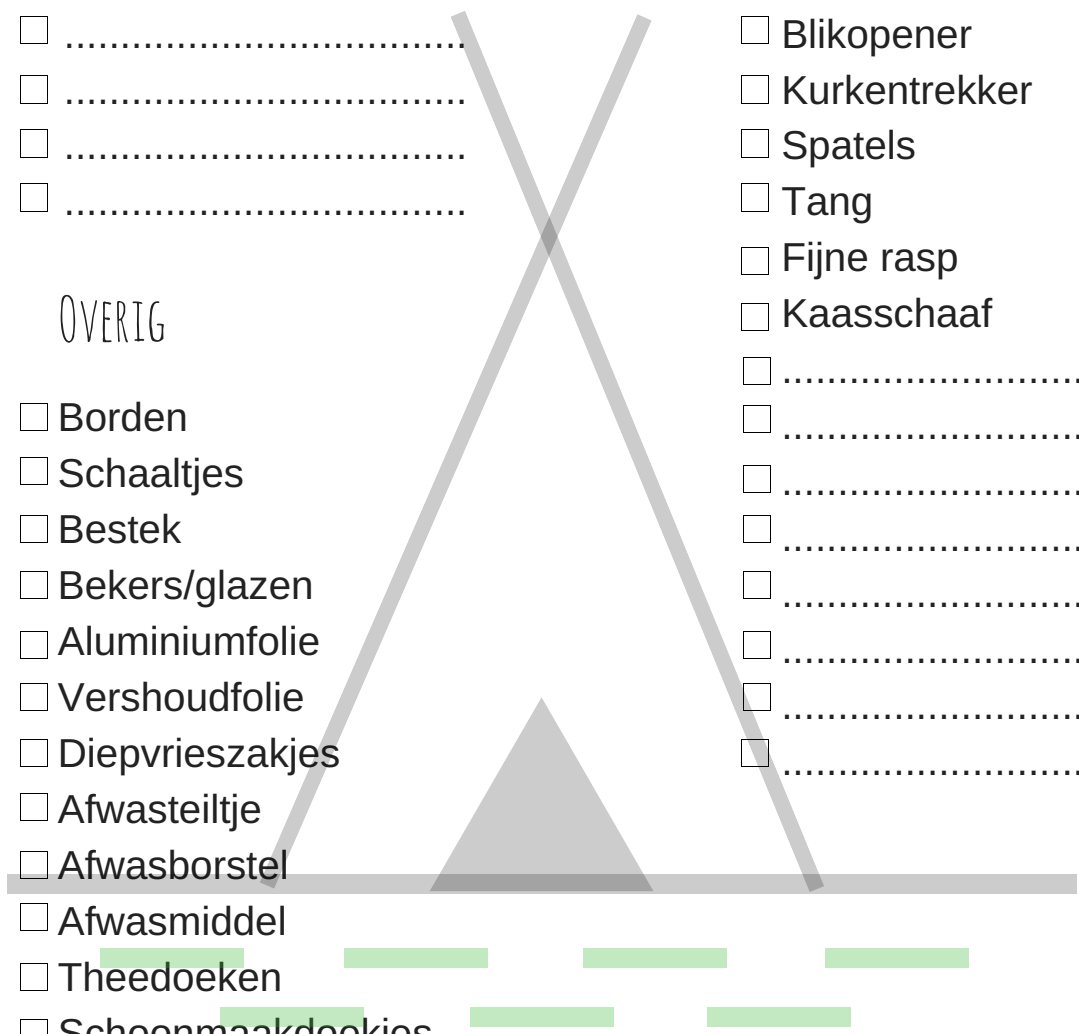 ....................................
....................................
....................................
....................................
Overig
Borden
Schaaltjes
Bestek
Bekers/glazen
Aluminiumfolie
Vershoudfolie
Diepvrieszakjes
Afwasteiltje
Afwasborstel
Afwasmiddel
Theedoeken
Schoonmaakdoekjes
Blikopener
Kurkentrekker
Spatels
Tang
Fijne rasp
Kaasschaaf
...........................
...........................
...........................
...........................
...........................
...........................
...........................
...........................